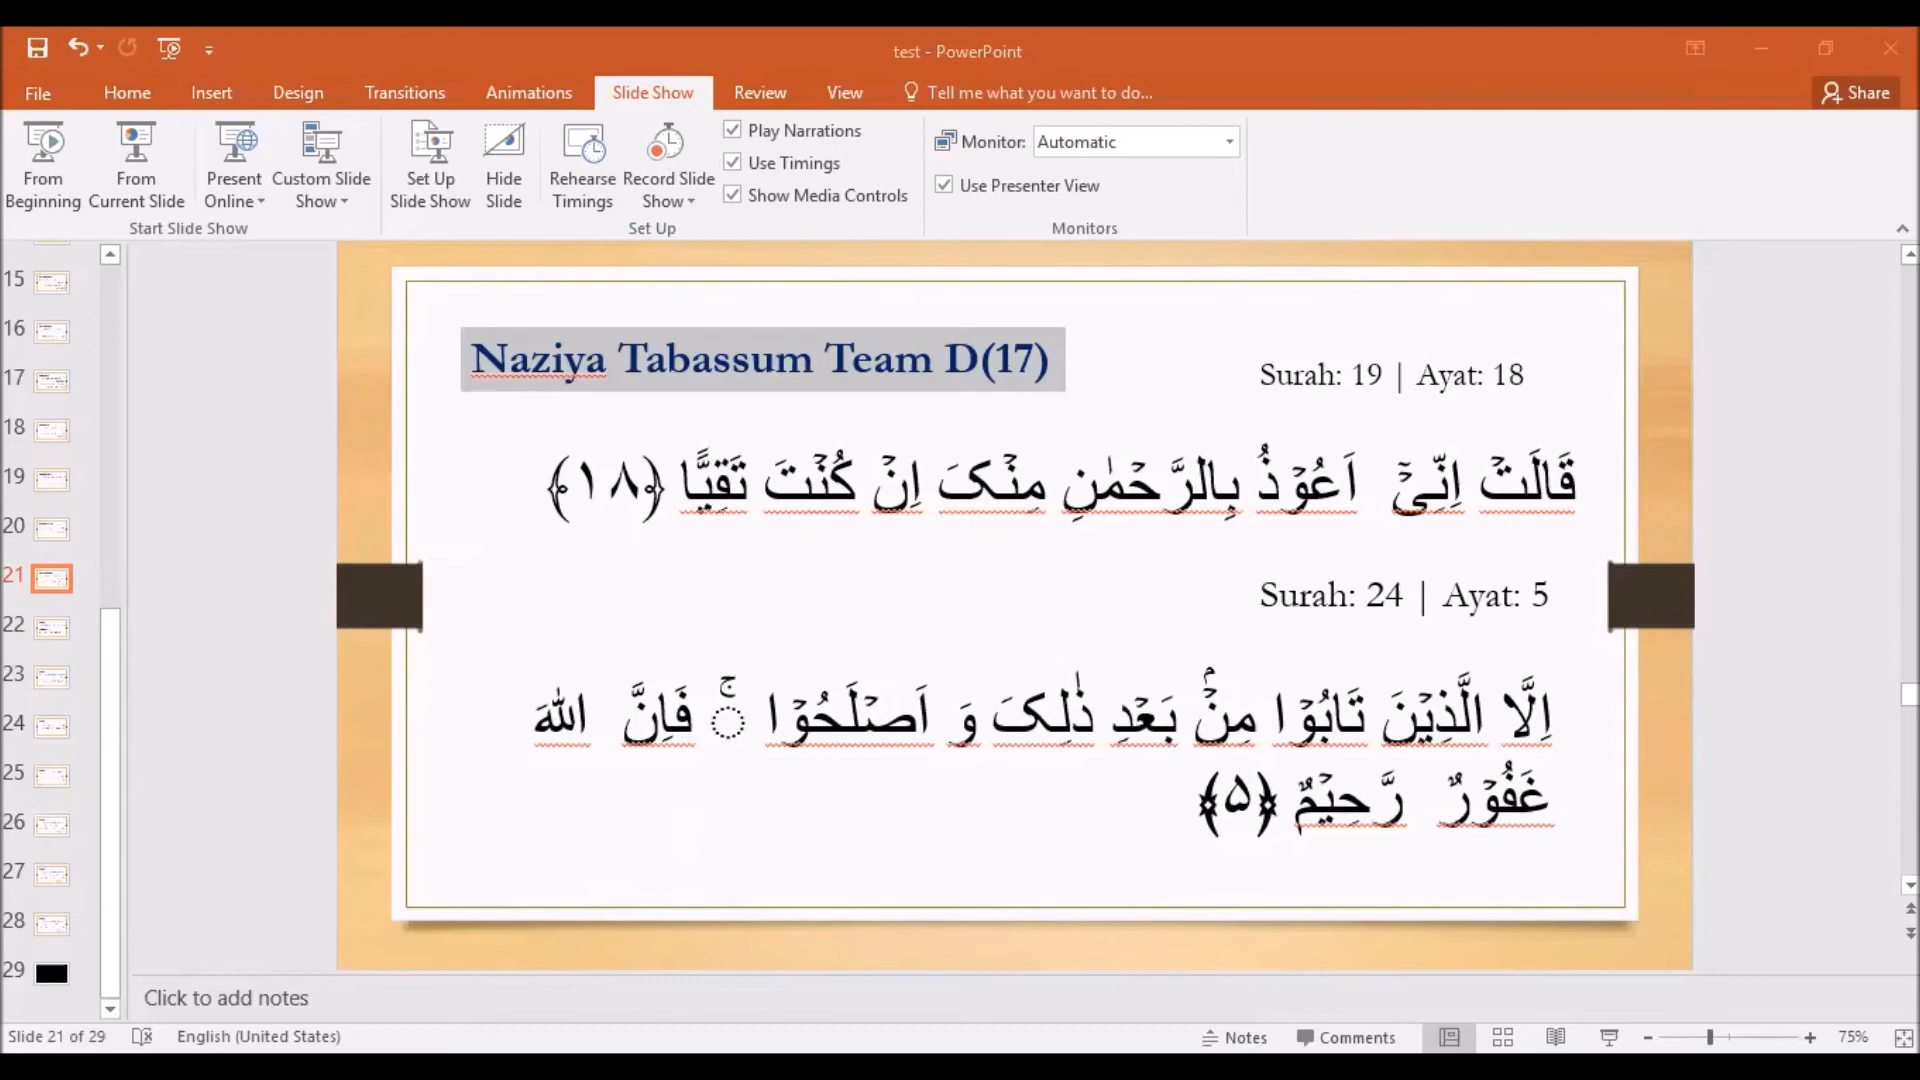 test - PowerPoint
File Home Insert Design Transitions Animations Slide Show Review View Tell me what you want to do... Share
From Beginning
From Current Slide
Present Online
Custom Slide Show
Set Up Slide Show
Hide Slide
Rehearse Timings
Record Slide Show
Play Narrations
Use Timings
Show Media Controls
Monitor: Automatic
Use Presenter View
Start Slide Show
Set Up
Monitors
15
16
17
18
19
20
21
22
23
24
25
26
27
28
29
Naziya Tabassum Team D(17)
Surah: 19 | Ayat: 18
قَالَتۡ اِنِّیۡۤ اَعُوۡذُ بِالرَّحۡمٰنِ مِنۡکَ اِنۡ کُنۡتَ تَقِیًّا ﴿۱۸﴾
Surah: 24 | Ayat: 5
اِلَّا الَّذِیۡنَ تَابُوۡا مِنۡۢ بَعۡدِ ذٰلِکَ وَ اَصۡلَحُوۡا ۚ فَاِنَّ اللہَ
غَفُوۡرٌ رَّحِیۡمٌ ﴿۵﴾
Click to add notes
Slide 21 of 29 English (United States) Notes Comments 75%